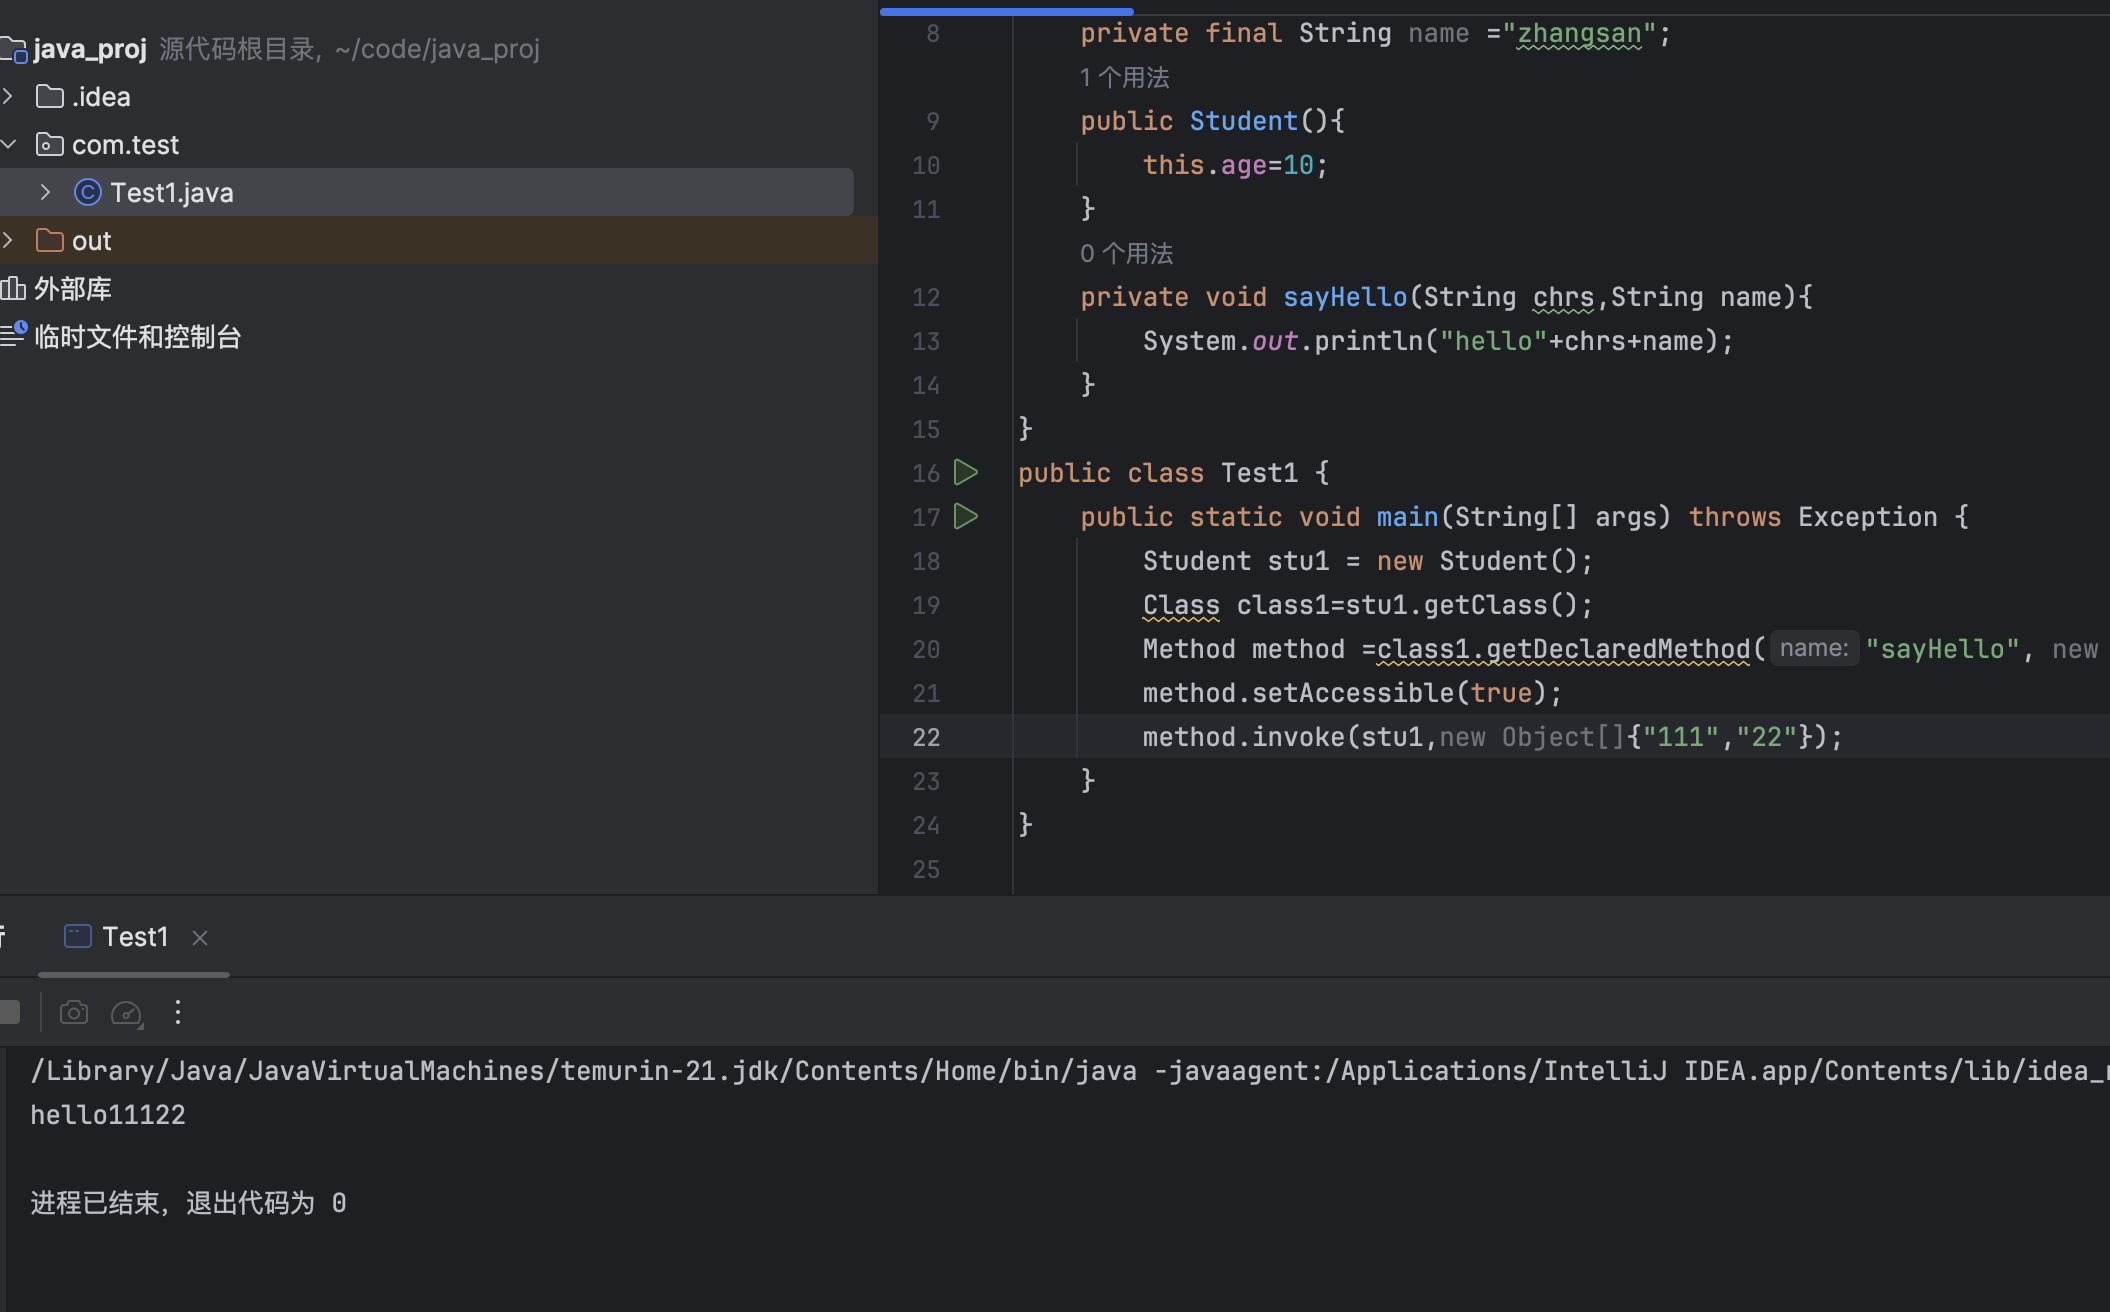 java_proj 源代码根目录, ~/code/java_proj
.idea
com.test
Test1.java
out
外部库
临时文件和控制台
8 private final String name ="zhangsan";
1 个用法
9 public Student(){
10 this.age=10;
11 }
0 个用法
12 private void sayHello(String chrs,String name){
13 System.out.println("hello"+chrs+name);
14 }
15 }
16 public class Test1 {
17 public static void main(String[] args) throws Exception {
18 Student stu1 = new Student();
19 Class class1=stu1.getClass();
20 Method method =class1.getDeclaredMethod( name: "sayHello", new
21 method.setAccessible(true);
22 method.invoke(stu1,new Object[]{"111","22"});
23 }
24 }
25
Test1
/Library/Java/JavaVirtualMachines/temurin-21.jdk/Contents/Home/bin/java -javaagent:/Applications/IntelliJ IDEA.app/Contents/lib/idea_
hello11122
进程已结束，退出代码为 0